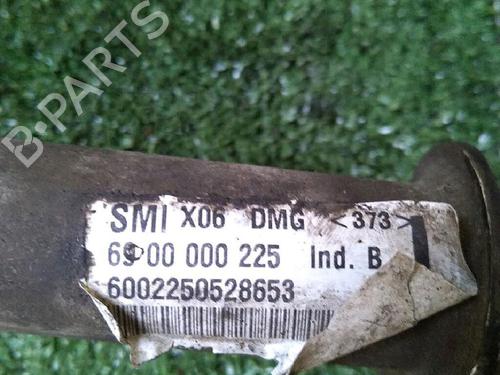 B-PARTS
SMI X06 DMG <373>
6900 000 225 Ind. B
6002250528653